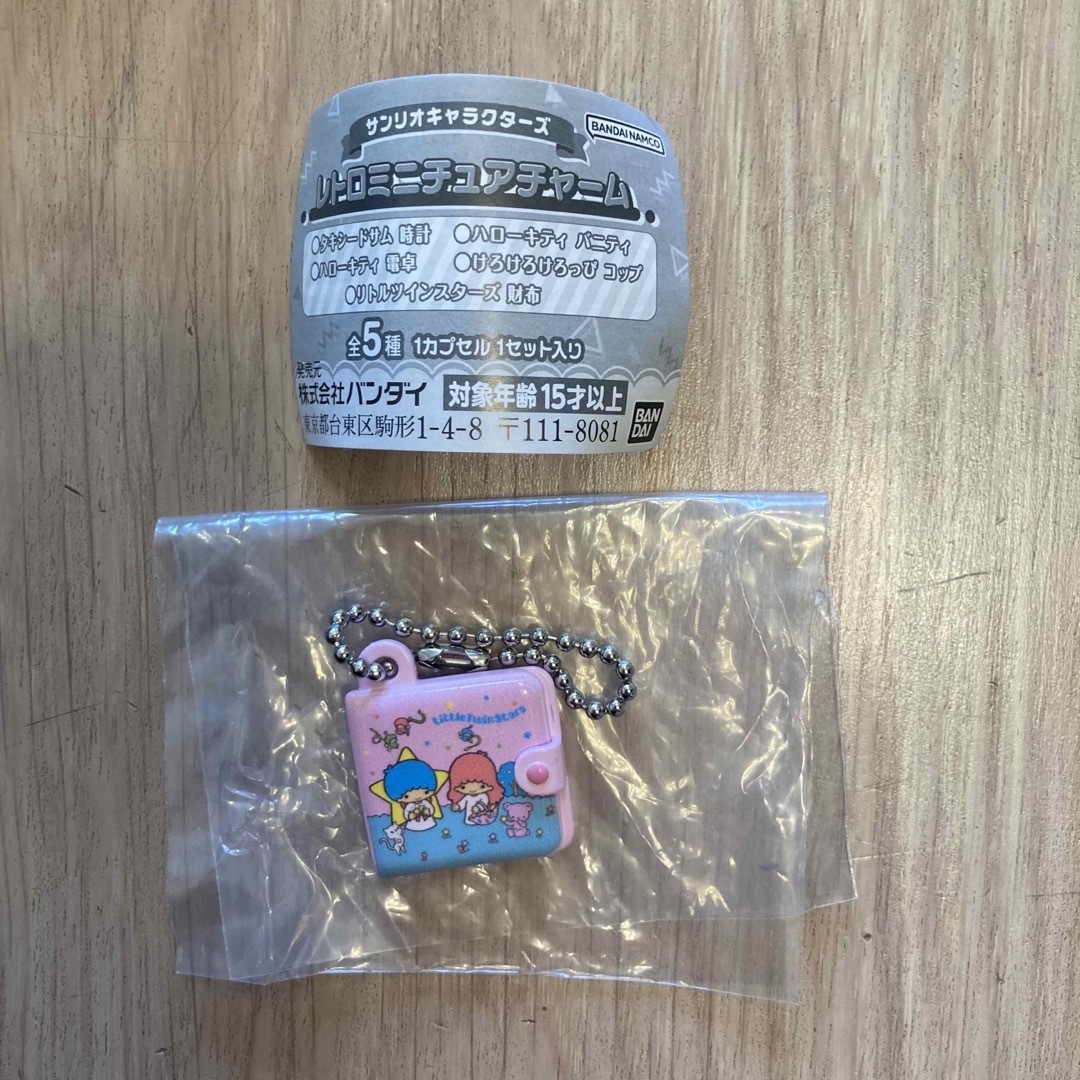 サンリオキャラクターズ
BANDAI NAMCO
レトロミニチュアチャーム
●タキシードサム 時計 ●ハローキティ バニティ
●ハローキティ 電卓 ●けろけろけろっぴ コップ
●リトルツインスターズ 財布
全5種 1カプセル 1セット入り
発売元
株式会社バンダイ 対象年齢 15才以上
東京都台東区駒形1-4-8 〒111-8081
BAN
DAI
LittleTwinStars